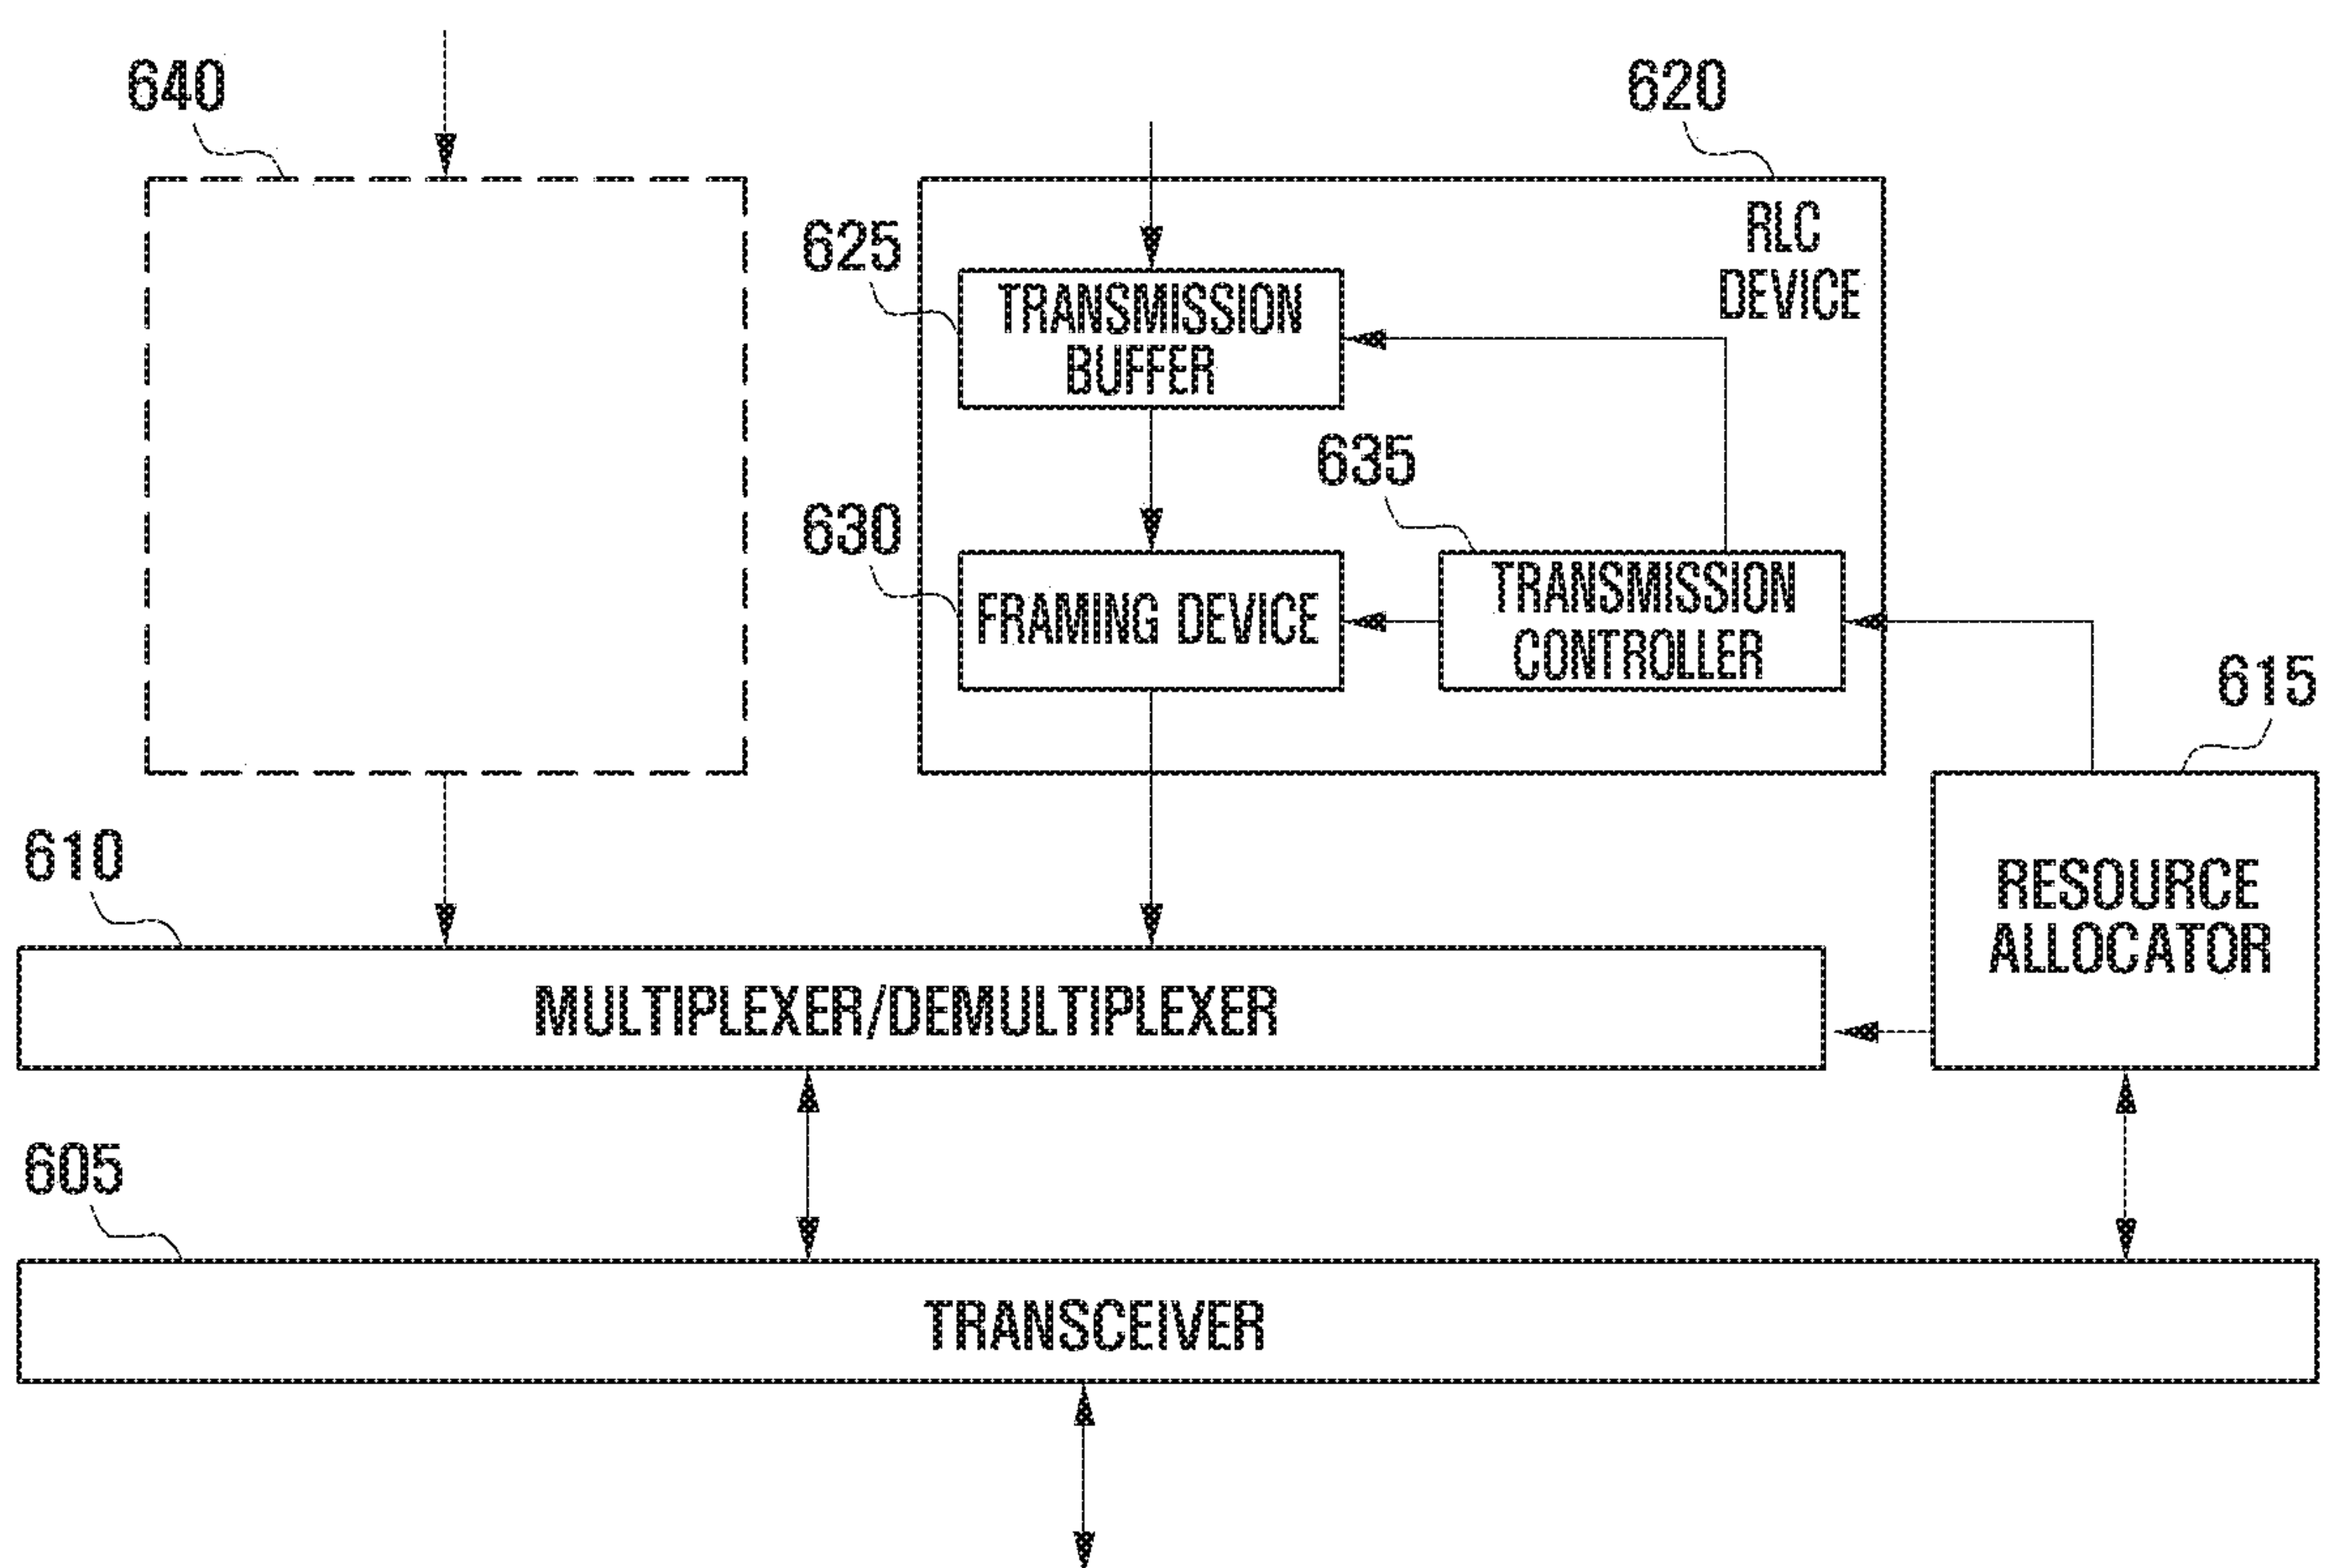 640
620
RLC
DEVICE
625
TRANSMISSION
BUFFER
635
630
FRAMING DEVICE
TRANSMISSION
CONTROLLER
615
610
RESOURCE
ALLOCATOR
MULTIPLEXER/DEMULTIPLEXER
605
TRANSCEIVER